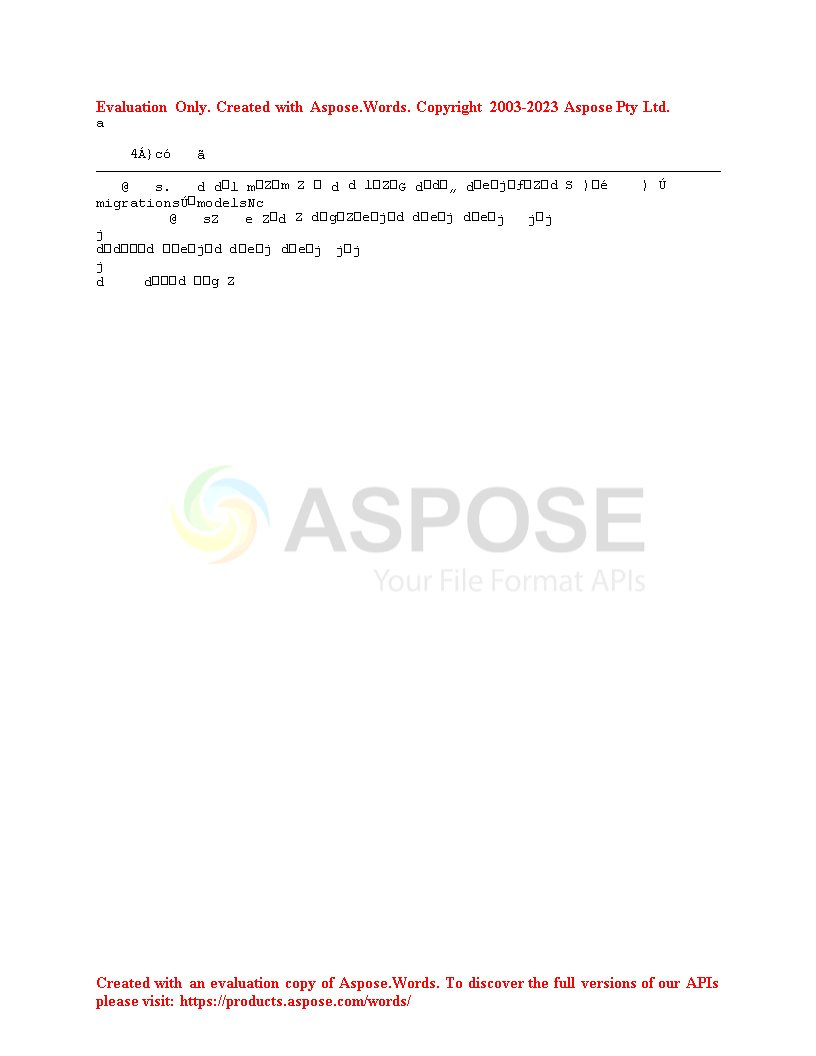 Evaluation Only. Created with Aspose.Words. Copyright 2003-2023 Aspose Pty Ltd.
a
4Á}có ã
@ s. d d□l m□Z□m Z □ d d l□Z□G d□d□„ d□e□j□ƒ□Z□d S )□é ) Ú
migrationsÚ□modelsNc
@ sZ e Z□d Z d□g□Z□e□j□d d□e□j d□e□j j□j
j
d□d□□□d □□e□j□d d□e□j d□e□j j□j
j
d d□□□d □□g Z
ASPOSE
Your File Format APIs
Created with an evaluation copy of Aspose.Words. To discover the full versions of our APIs
please visit: https://products.aspose.com/words/